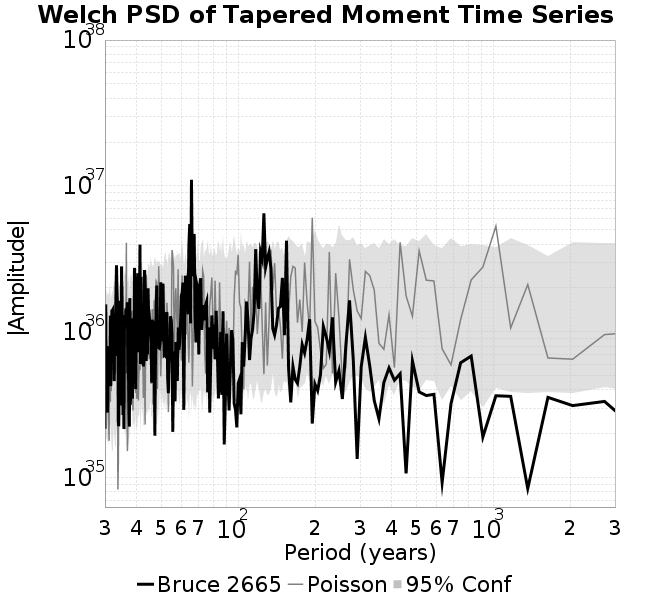 Welch PSD of Tapered Moment Time Series
10^38
10^37
10^36
10^35
|Amplitude|
3 4 5 6 7 10^2 2 3 4 5 6 7 10^3 2 3
Period (years)
Bruce 2665 Poisson 95% Conf